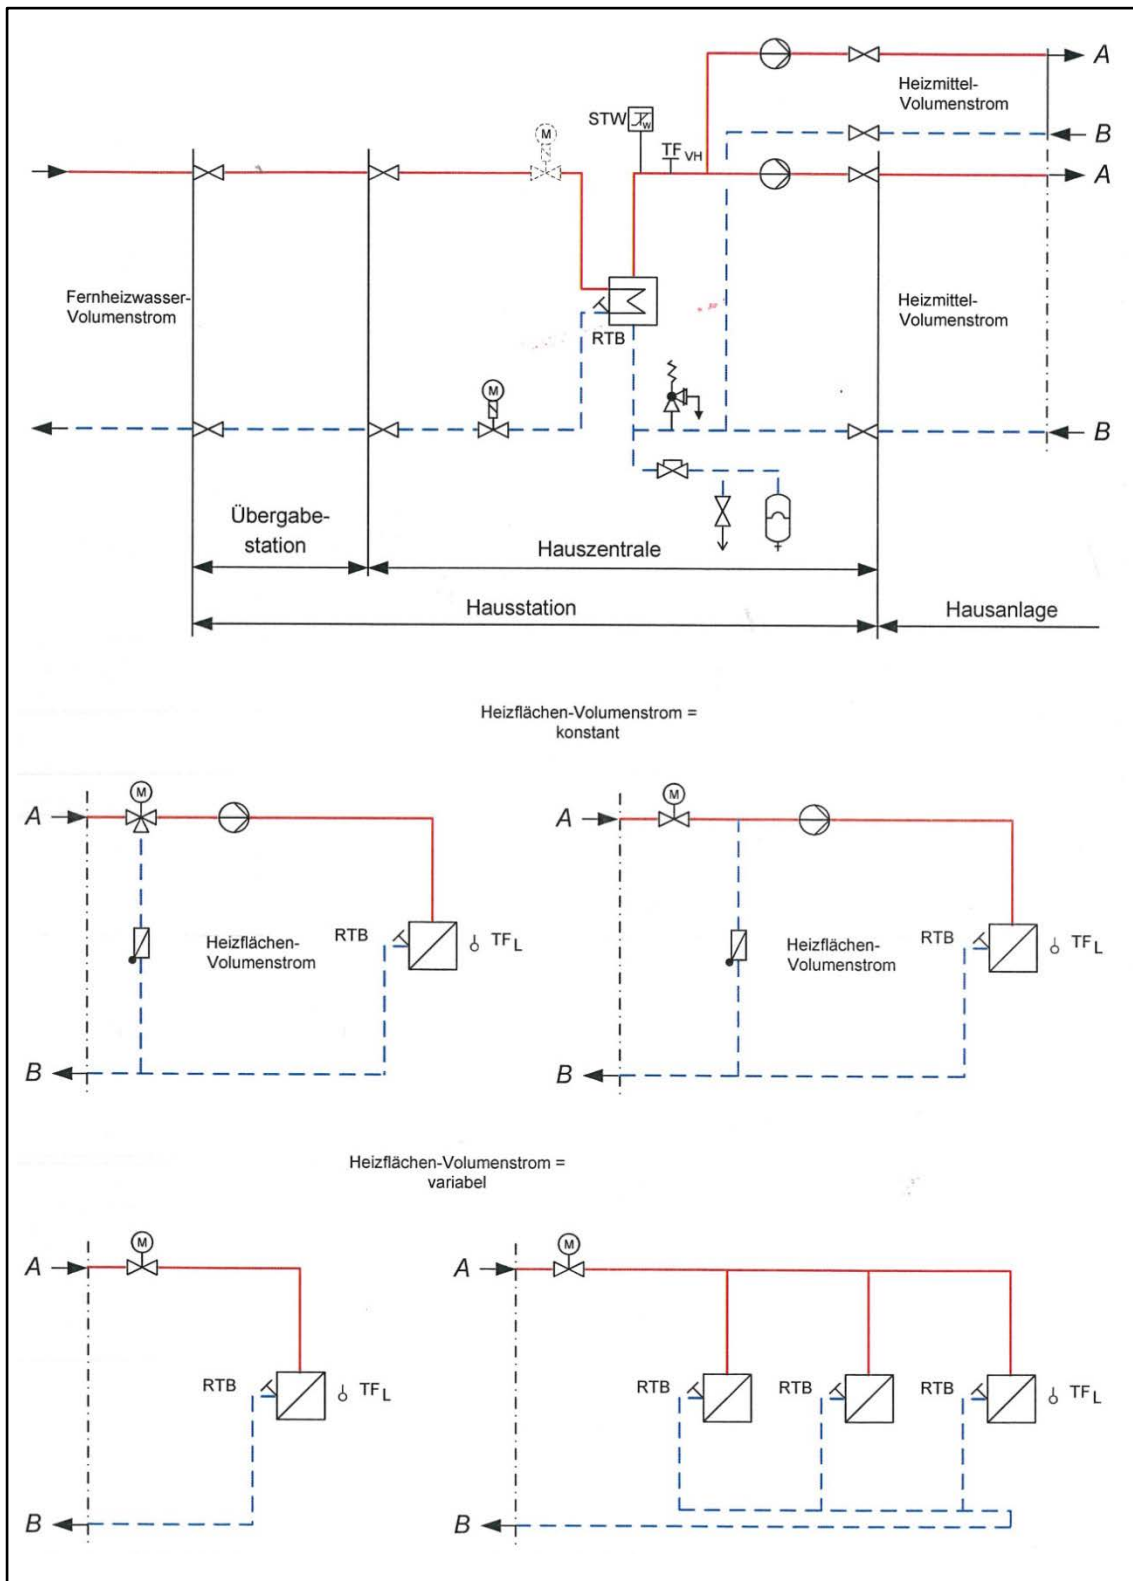 A
Heizmittel-
Volumenstrom
M
STW
W
TF VH
B
A
Fernheizwasser-
Volumenstrom
RTB
Heizmittel-
Volumenstrom
M
B
Übergabe-
station
Hauszentrale
Hausstation
Hausanlage
Heizflächen-Volumenstrom =
konstant
M
A
RTB
TF L
Heizflächen-
Volumenstrom
B
M
A
RTB
TF L
Heizflächen-
Volumenstrom
B
Heizflächen-Volumenstrom =
variabel
M
A
RTB
TF L
B
M
A
RTB
RTB
RTB
TF L
B